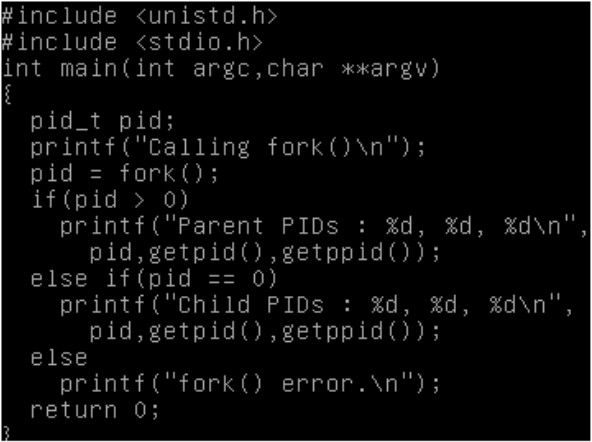 #include <unistd.h>
#include <stdio.h>
int main(int argc,char **argv)
{
  pid_t pid;
  printf("Calling fork()\n");
  pid = fork();
  if(pid > 0)
    printf("Parent PIDs : %d, %d, %d\n",
      pid,getpid(),getppid());
  else if(pid == 0)
    printf("Child PIDs : %d, %d, %d\n",
      pid,getpid(),getppid());
  else
    printf("fork() error.\n");
  return 0;
}